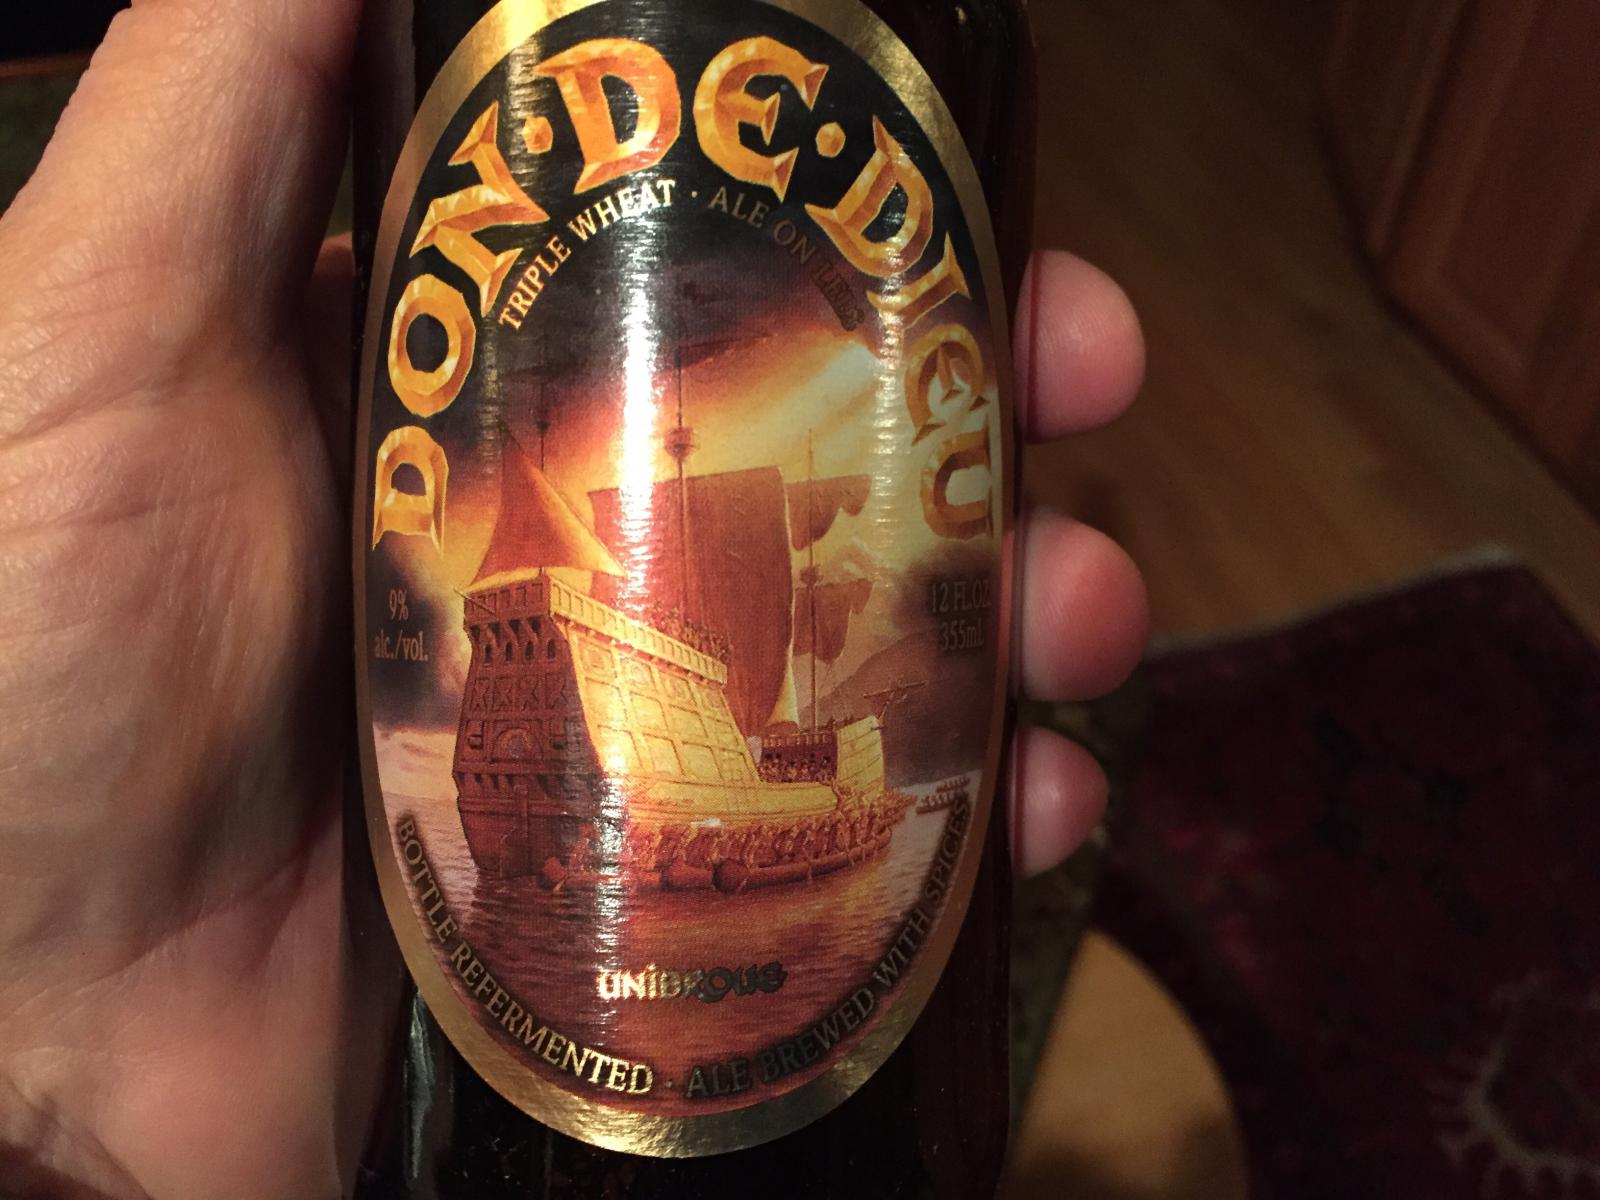 DON·DE·DIEU
TRIPLE WHEAT · ALE ON LEES
9%
alc./vol.
12 FL.OZ.
355mL
UNIBROUE
BOTTLE REFERMENTED · ALE BREWED WITH SPICES